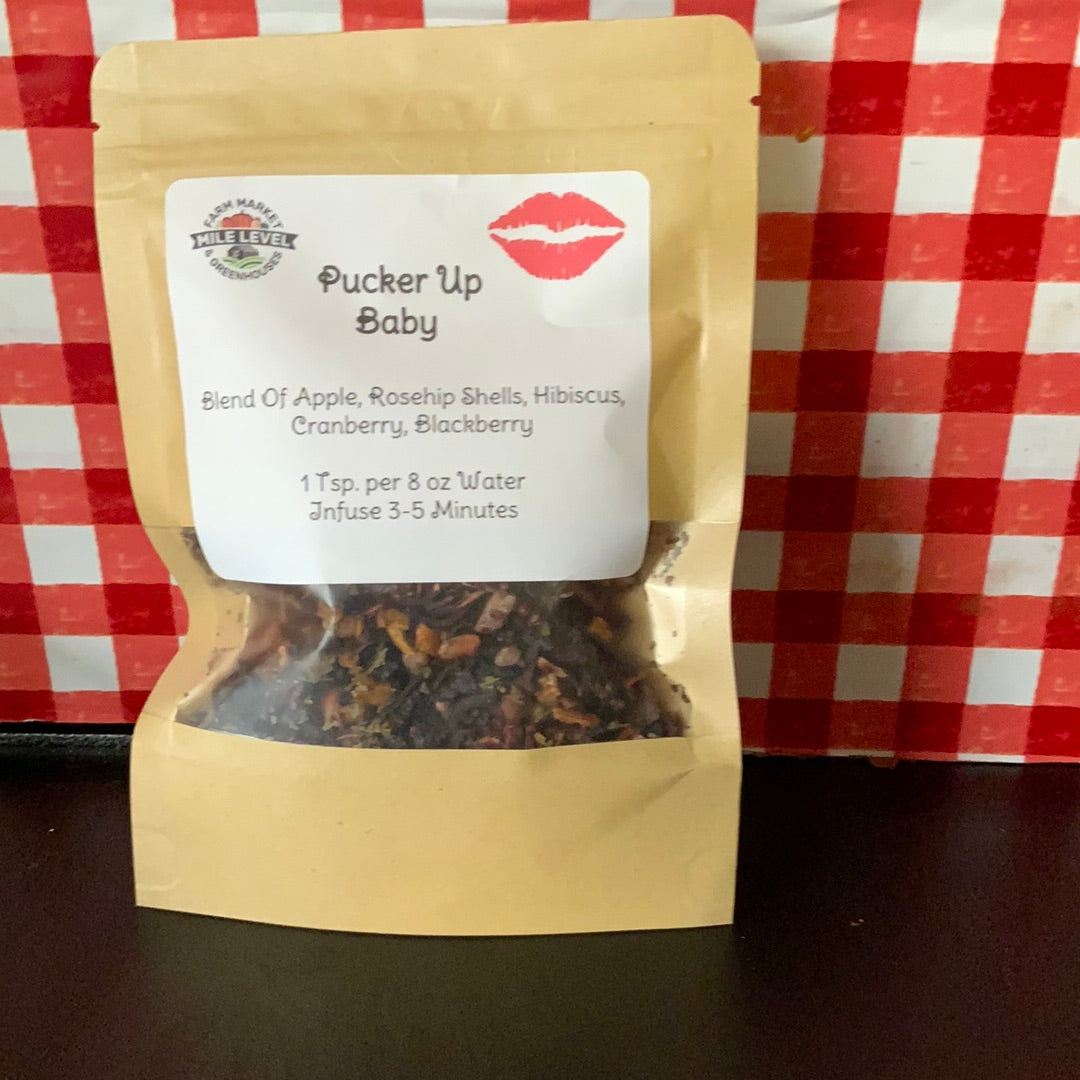 FARM MARKET
MILE LEVEL
& GREENHOUSES
Pucker Up
Baby
Blend Of Apple, Rosehip Shells, Hibiscus,
Cranberry, Blackberry
1 Tsp. per 8 oz Water
Infuse 3-5 Minutes